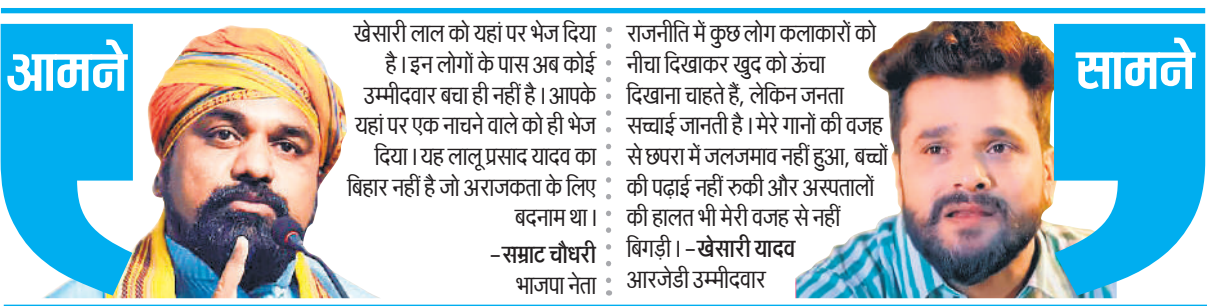 आमने
खेसारी लाल को यहां पर भेज दिया
है। इन लोगों के पास अब कोई
उम्मीदवार बचा ही नहीं है। आपके
यहां पर एक नाचने वाले को ही भेज
दिया। यह लालू प्रसाद यादव का
बिहार नहीं है जो अराजकता के लिए
बदनाम था।
-सम्राट चौधरी
भाजपा नेता
राजनीति में कुछ लोग कलाकारों को
नीचा दिखाकर खुद को ऊंचा
दिखाना चाहते हैं, लेकिन जनता
सच्चाई जानती है। मेरे गानों की वजह
से छपरा में जलजमाव नहीं हुआ, बच्चों
की पढ़ाई नहीं रुकी और अस्पतालों
की हालत भी मेरी वजह से नहीं
बिगड़ी। -खेसारी यादव
आरजेडी उम्मीदवार
सामने